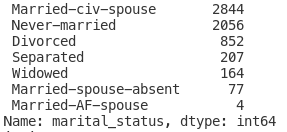 Married-civ-spouse 2844
Never-married 2056
Divorced 852
Separated 207
Widowed 164
Married-spouse-absent 77
Married-AF-spouse 4
Name: marital_status, dtype: int64